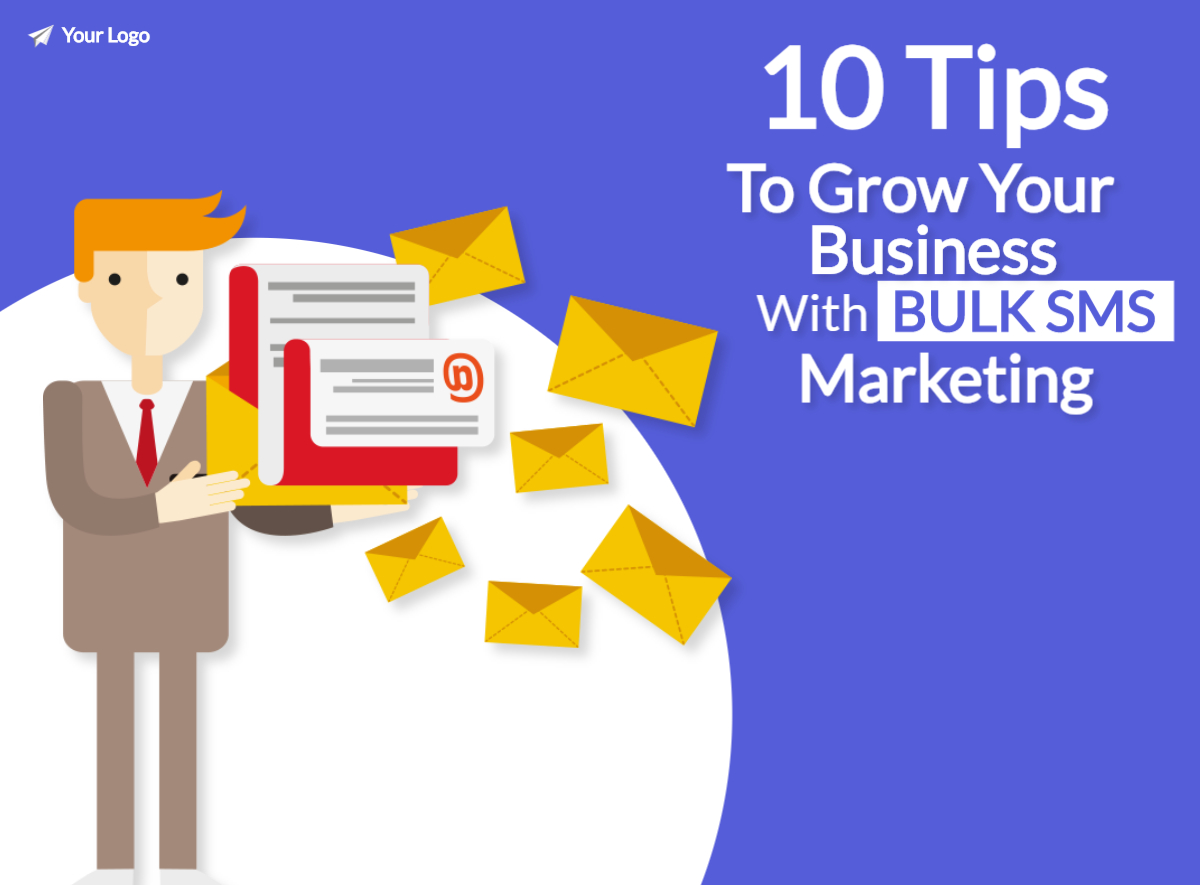 Your Logo
10 Tips
To Grow Your
Business
With BULK SMS
Marketing
@